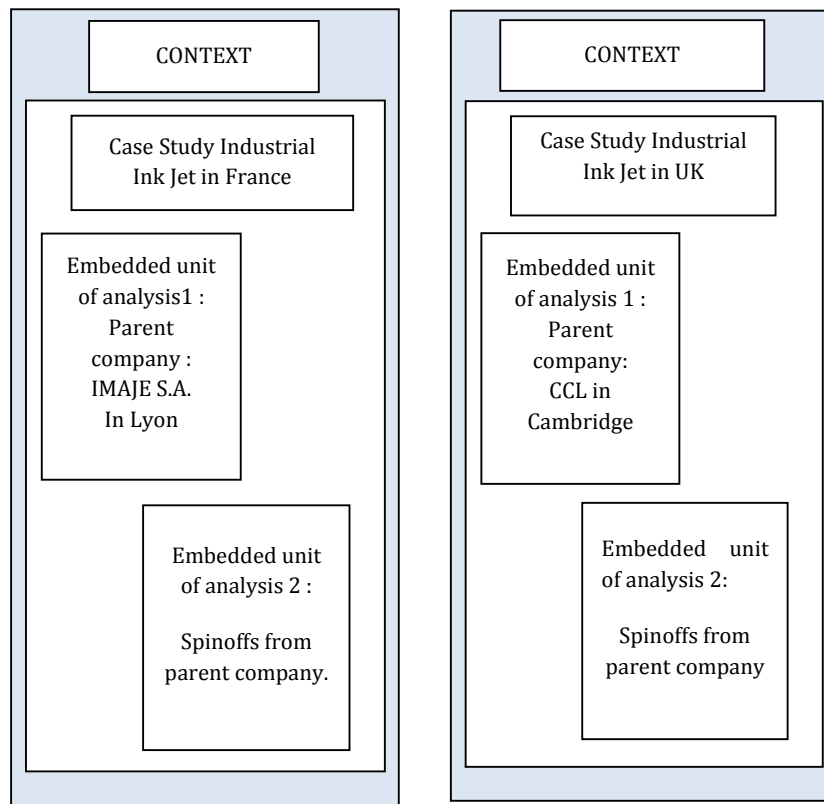 CONTEXT
Case Study Industrial
Ink Jet in France
Embedded unit
of analysis1 :
Parent
company :
IMAJE S.A.
In Lyon
Embedded unit
of analysis 2 :
Spinoffs from
parent company.
CONTEXT
Case Study Industrial
Ink Jet in UK
Embedded unit
of analysis 1 :
Parent
company:
CCL in
Cambridge
Embedded unit
of analysis 2:
Spinoffs from
parent company